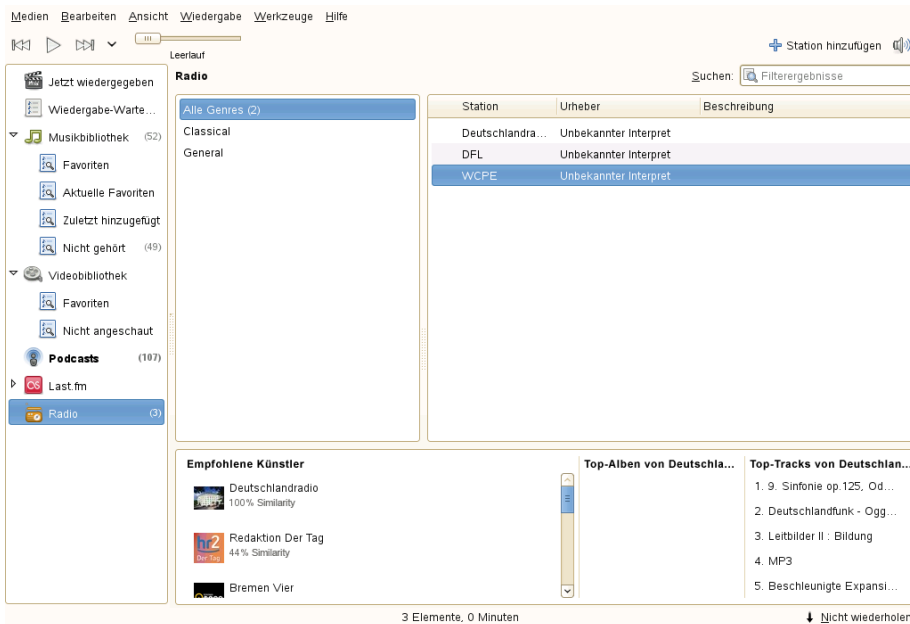 Medien Bearbeiten Ansicht Wiedergabe Werkzeuge Hilfe
Leerlauf
Station hinzufügen
Jetzt wiedergegeben
Wiedergabe-Warte...
Musikbibliothek (52)
Favoriten
Aktuelle Favoriten
Zuletzt hinzugefügt
Nicht gehört (49)
Videobibliothek
Favoriten
Nicht angeschaut
Podcasts (107)
Last.fm
Radio (3)
Radio
Suchen: Filterergebnisse
Alle Genres (2)
Classical
General
Station Urheber Beschreibung
Deutschlandra... Unbekannter Interpret
DFL Unbekannter Interpret
WCPE Unbekannter Interpret
Empfohlene Künstler
Deutschlandradio
100% Similarity
hr2
Der Tag
Redaktion Der Tag
44% Similarity
Bremen Vier
Top-Alben von Deutschla...
Top-Tracks von Deutschlan...
1. 9. Sinfonie op.125, Od...
2. Deutschlandfunk - Ogg...
3. Leitbilder II : Bildung
4. MP3
5. Beschleunigte Expansi...
3 Elemente, 0 Minuten
Nicht wiederholen